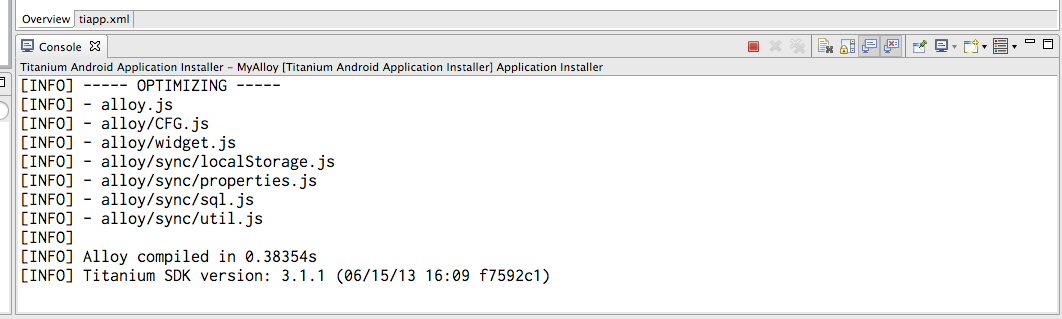 Overview tiapp.xml
Console
Titanium Android Application Installer - MyAlloy [Titanium Android Application Installer] Application Installer
[INFO] ----- OPTIMIZING -----
[INFO] - alloy.js
[INFO] - alloy/CFG.js
[INFO] - alloy/widget.js
[INFO] - alloy/sync/localStorage.js
[INFO] - alloy/sync/properties.js
[INFO] - alloy/sync/sql.js
[INFO] - alloy/sync/util.js
[INFO]
[INFO] Alloy compiled in 0.38354s
[INFO] Titanium SDK version: 3.1.1 (06/15/13 16:09 f7592c1)